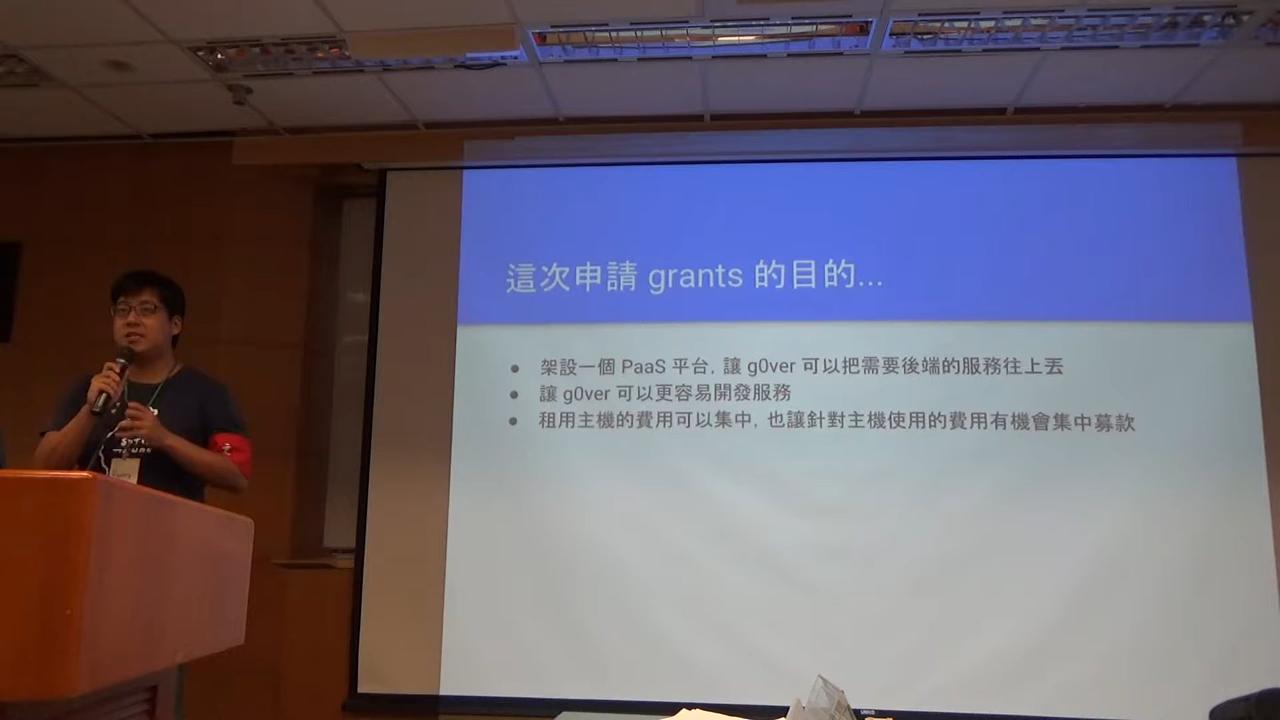 這次申請 grants 的目的...
● 架設一個 PaaS 平台, 讓 g0ver 可以把需要後端的服務往上丟
● 讓 g0ver 可以更容易開發服務
● 租用主機的費用可以集中, 也讓針對主機使用的費用有機會集中募款